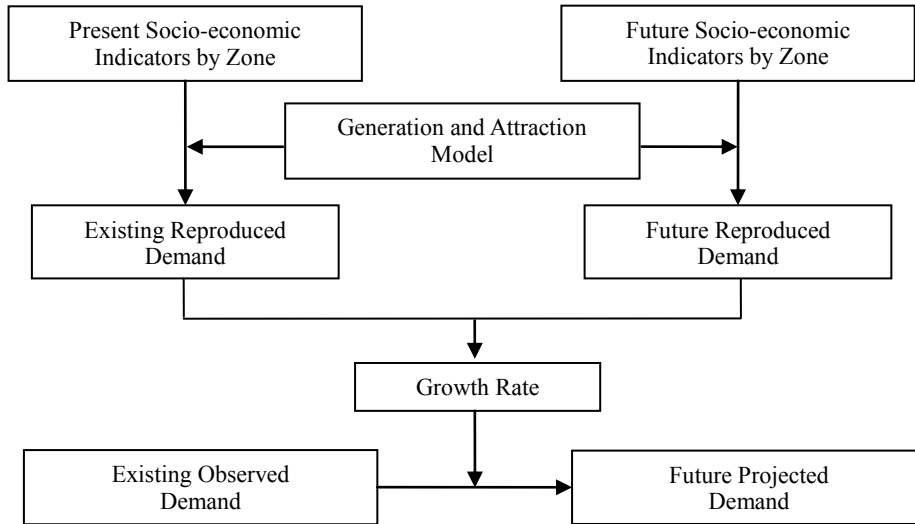 Present Socio-economic
Indicators by Zone
Future Socio-economic
Indicators by Zone
Generation and Attraction
Model
Existing Reproduced
Demand
Future Reproduced
Demand
Growth Rate
Existing Observed
Demand
Future Projected
Demand